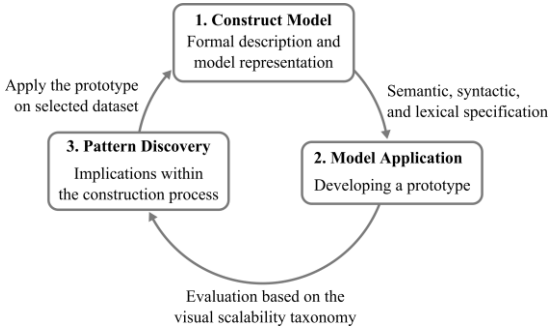 1. Construct Model
Formal description and
model representation
Apply the prototype
on selected dataset
Semantic, syntactic,
and lexical specification
3. Pattern Discovery
Implications within
the construction process
2. Model Application
Developing a prototype
Evaluation based on the
visual scalability taxonomy